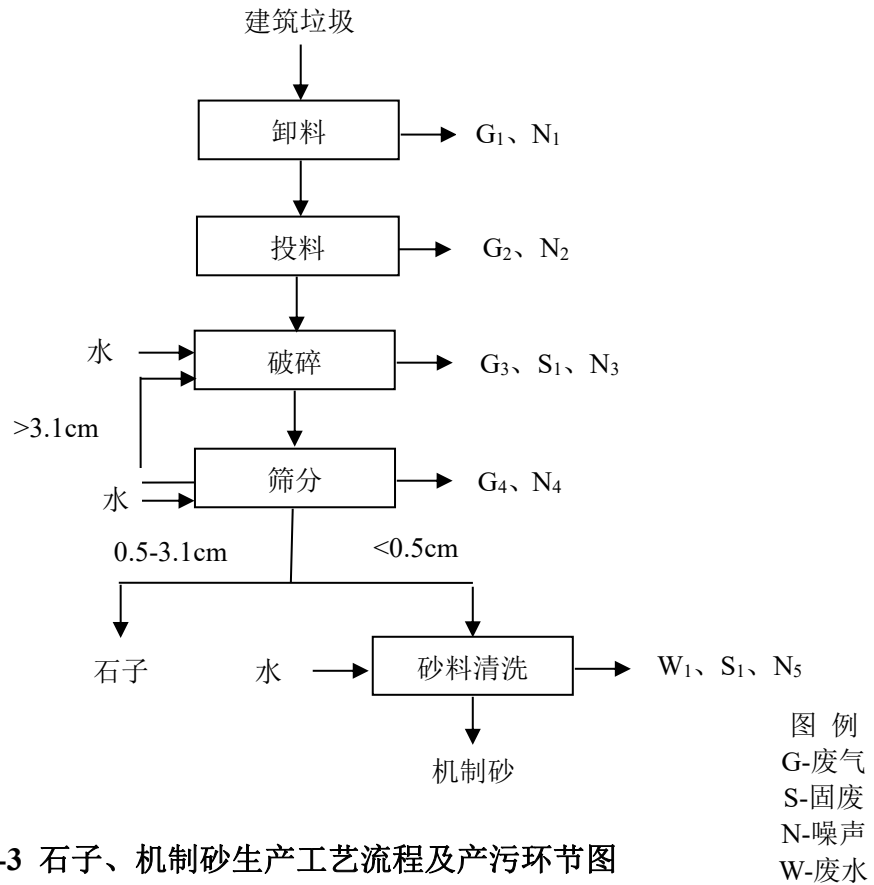 建筑垃圾
卸料
G₁、N₁
投料
G₂、N₂
水
破碎
G₃、S₁、N₃
>3.1cm
筛分
G₄、N₄
水
0.5-3.1cm
<0.5cm
石子
水
砂料清洗
W₁、S₁、N₅
机制砂
图 例
G-废气
S-固废
N-噪声
W-废水
-3 石子、机制砂生产工艺流程及产污环节图